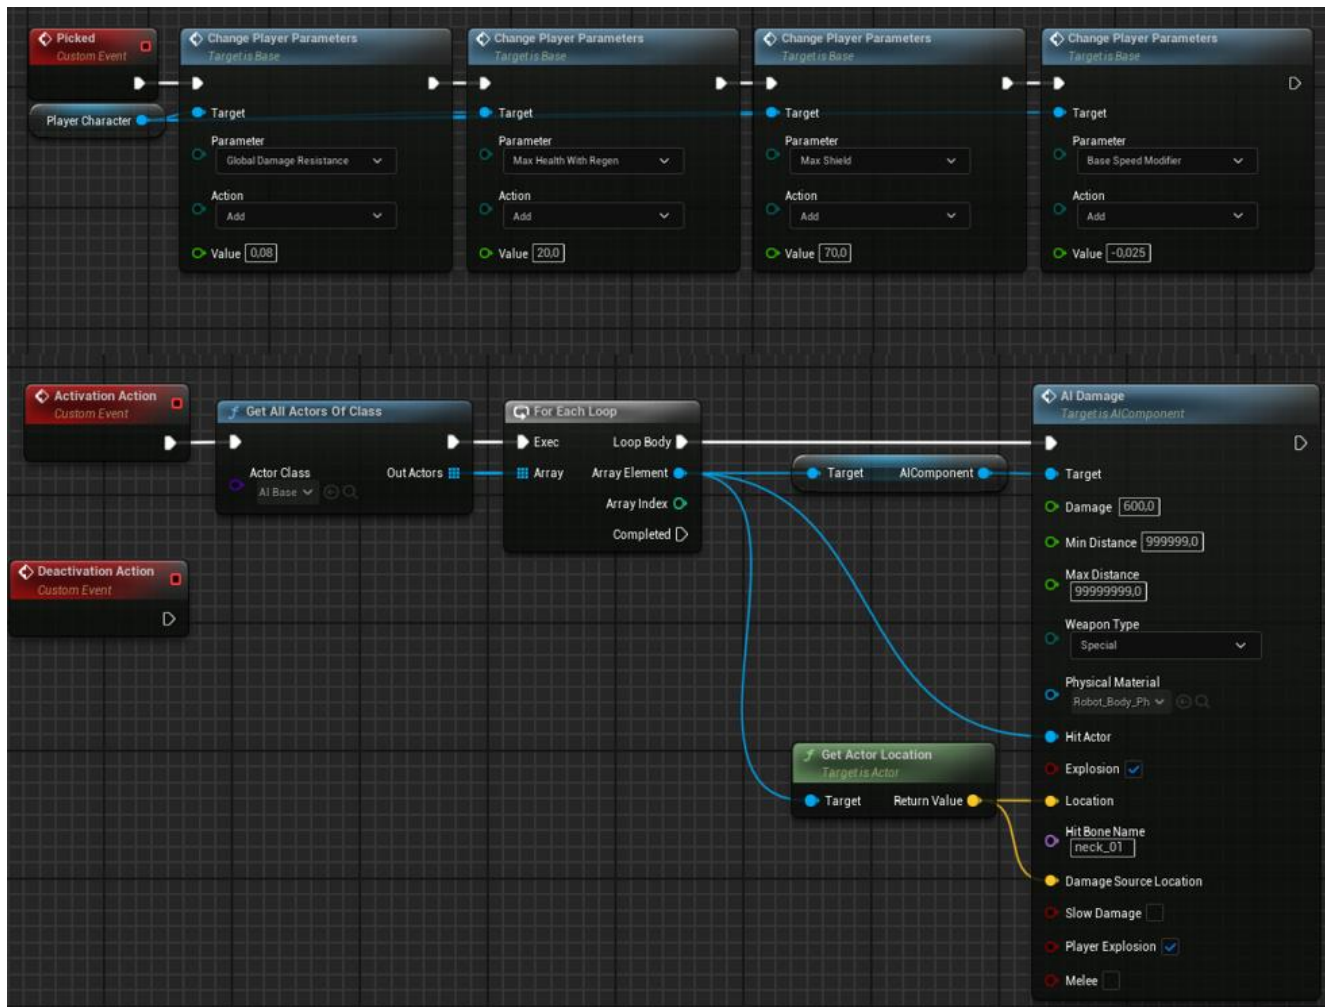 Picked
Custom Event
Player Character
Change Player Parameters
Target is Base
Target
Parameter
Global Damage Resistance
Action
Add
Value 0,08
Change Player Parameters
Target is Base
Target
Parameter
Max Health With Regen
Action
Add
Value 20,0
Change Player Parameters
Target is Base
Target
Parameter
Max Shield
Action
Add
Value 70,0
Change Player Parameters
Target is Base
Target
Parameter
Base Speed Modifier
Action
Add
Value -0,025
Activation Action
Custom Event
Deactivation Action
Custom Event
Get All Actors Of Class
Actor Class Out Actors
AI Base
For Each Loop
Exec Loop Body
Array Array Element
Array Index
Completed
Target AIComponent
Get Actor Location
Target is Actor
Target Return Value
AI Damage
Target is AIComponent
Target
Damage 600,0
Min Distance 999999,0
Max Distance
99999999,0
Weapon Type
Special
Physical Material
Robot_Body_Ph
Hit Actor
Explosion
Location
Hit Bone Name
neck_01
Damage Source Location
Slow Damage
Player Explosion
Melee